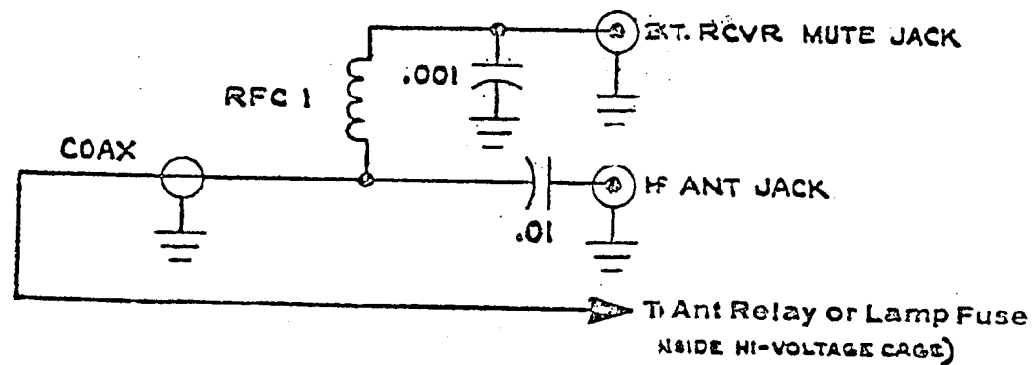 EXT. RCVR MUTE JACK
.001
RFC 1
COAX
HF ANT JACK
.01
To Ant Relay or Lamp Fuse
INSIDE HI-VOLTAGE CAGE)